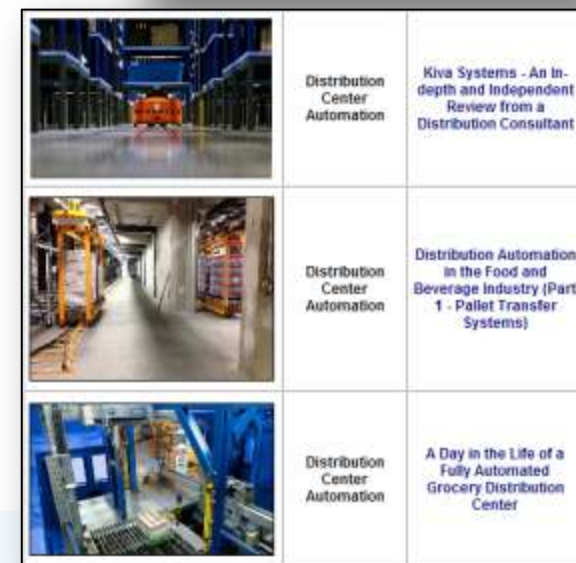 Distribution
Center
Automation
Kiva Systems - An In-
depth and Independent
Review from a
Distribution Consultant
Distribution
Center
Automation
Distribution Automation
in the Food and
Beverage Industry (Part
1 - Pallet Transfer
Systems)
Distribution
Center
Automation
A Day in the Life of a
Fully Automated
Grocery Distribution
Center